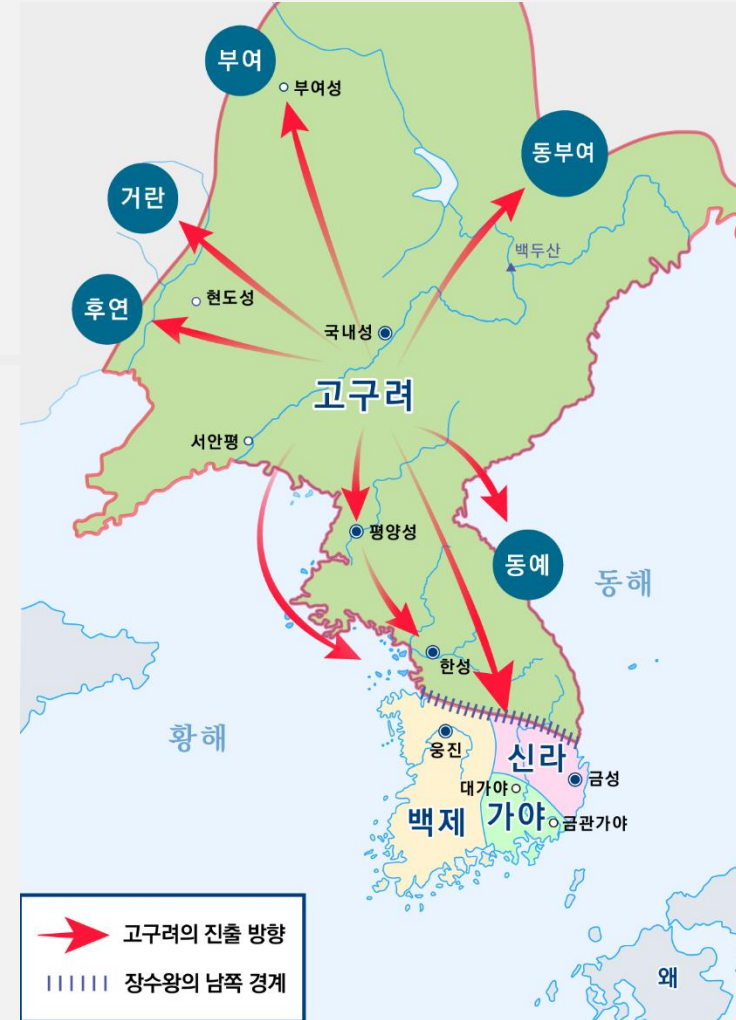 부여
부여성
동부여
거란
백두산
현도성
후연
국내성
고구려
서안평
평양성
동예
동해
한성
황해
웅진
신라
금성
대가야
백제
가야
금관가야
고구려의 진출 방향
장수왕의 남쪽 경계
왜